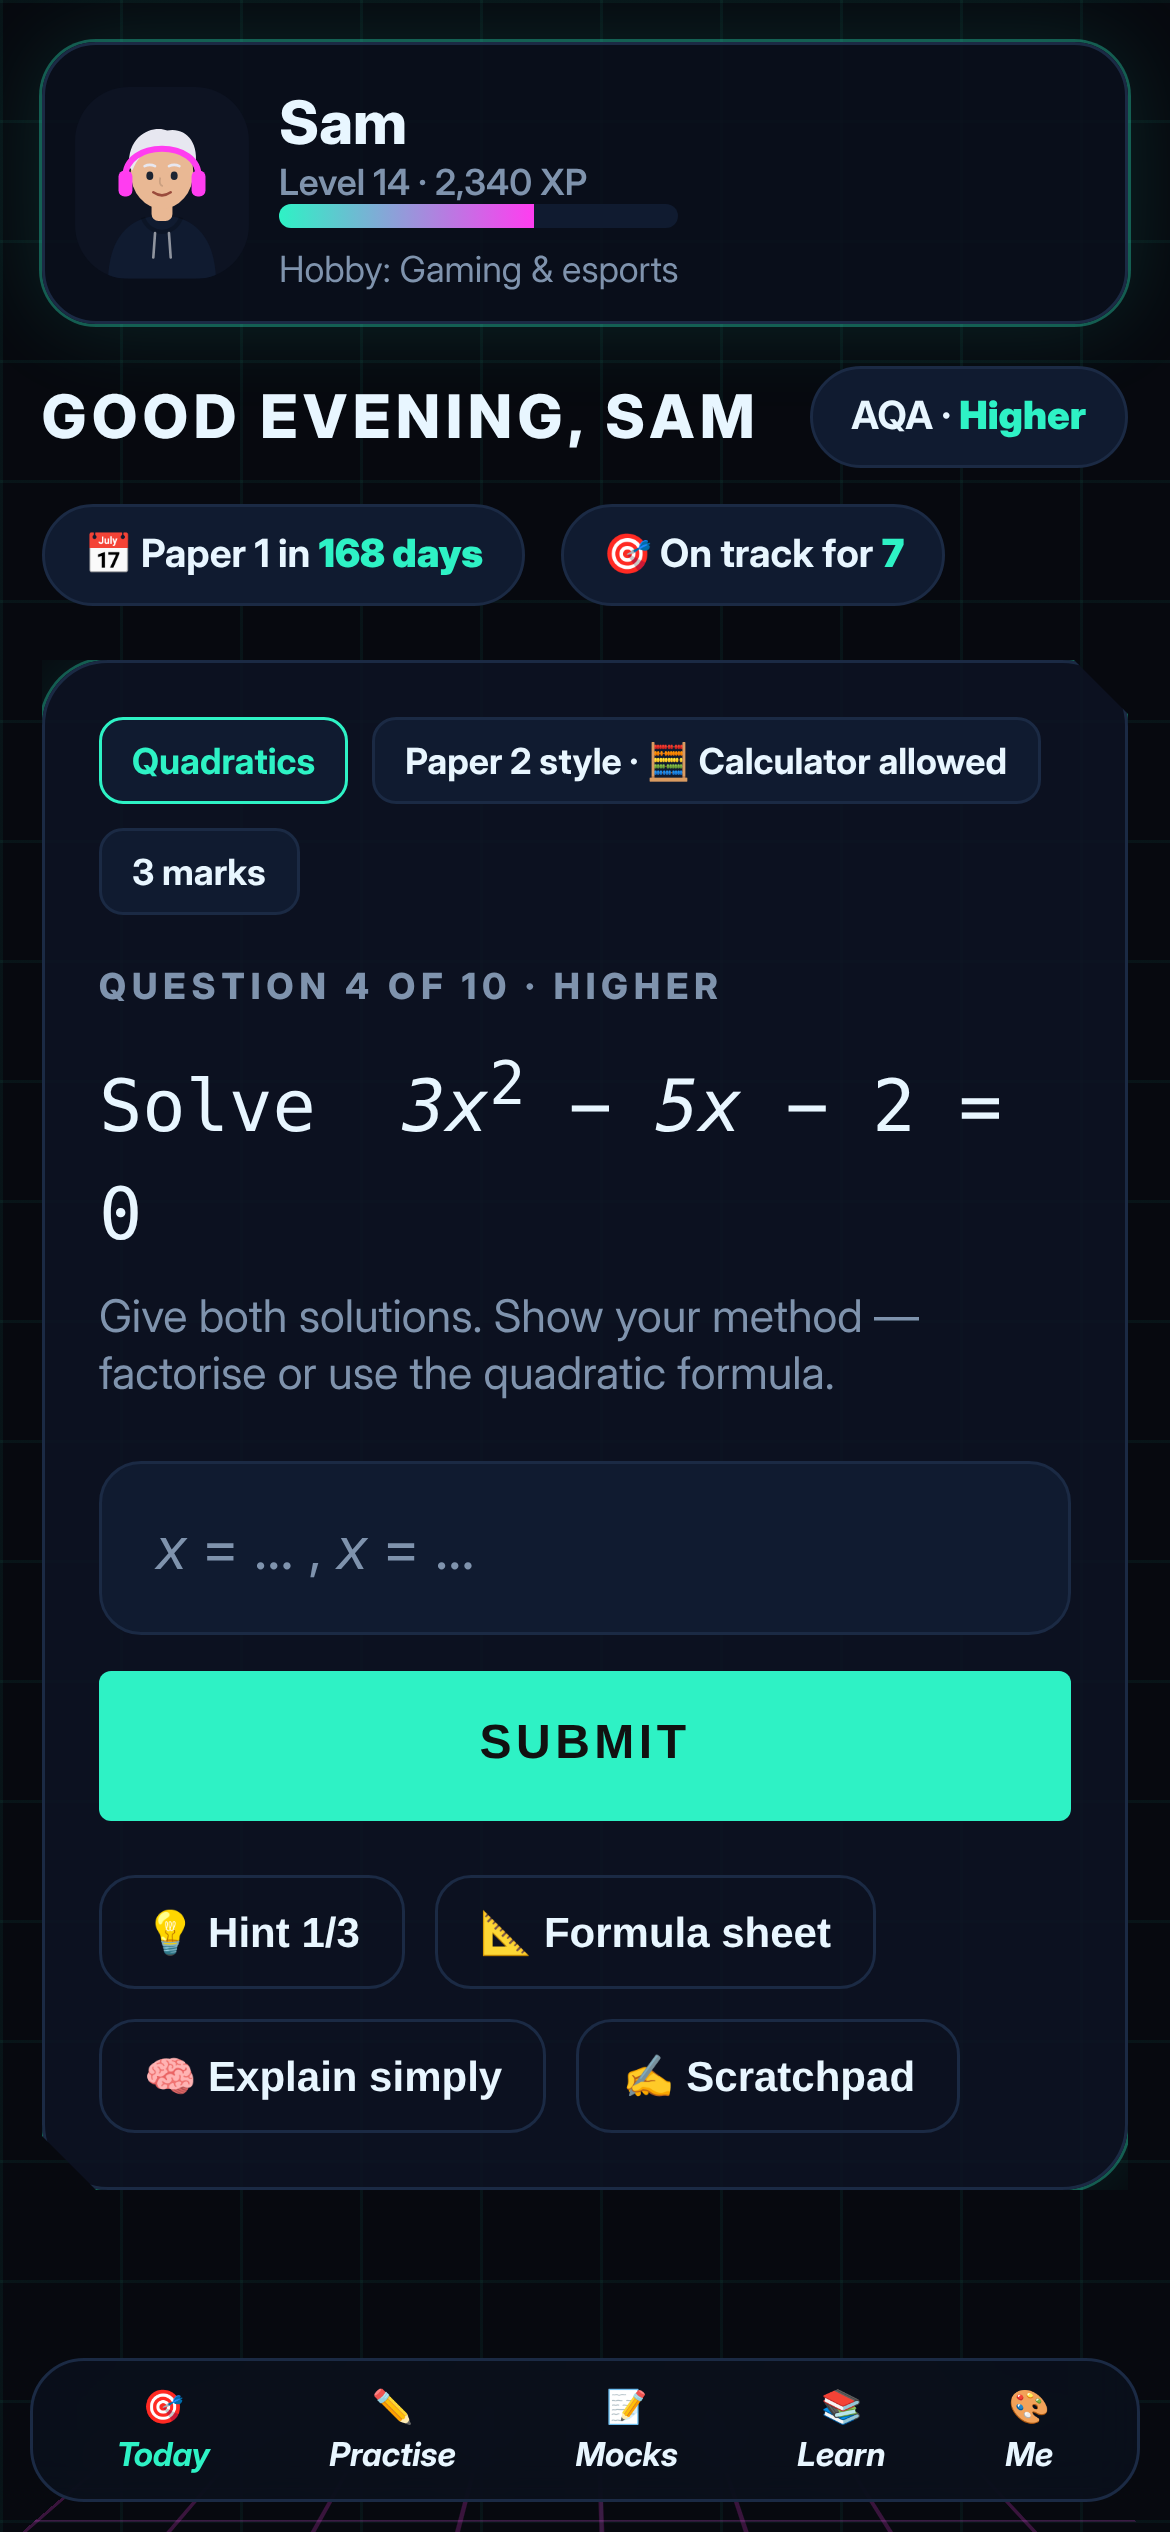 Sam
Level 14 · 2,340 XP
Hobby: Gaming & esports
GOOD EVENING, SAM
AQA · Higher
📅 Paper 1 in 168 days
🎯 On track for 7
Quadratics
Paper 2 style · 🧮 Calculator allowed
3 marks
QUESTION 4 OF 10 · HIGHER
Solve 3x² − 5x − 2 =
0
Give both solutions. Show your method —
factorise or use the quadratic formula.
x = … , x = …
SUBMIT
💡 Hint 1/3
📐 Formula sheet
🧠 Explain simply
✍️ Scratchpad
Today
Practise
Mocks
Learn
Me